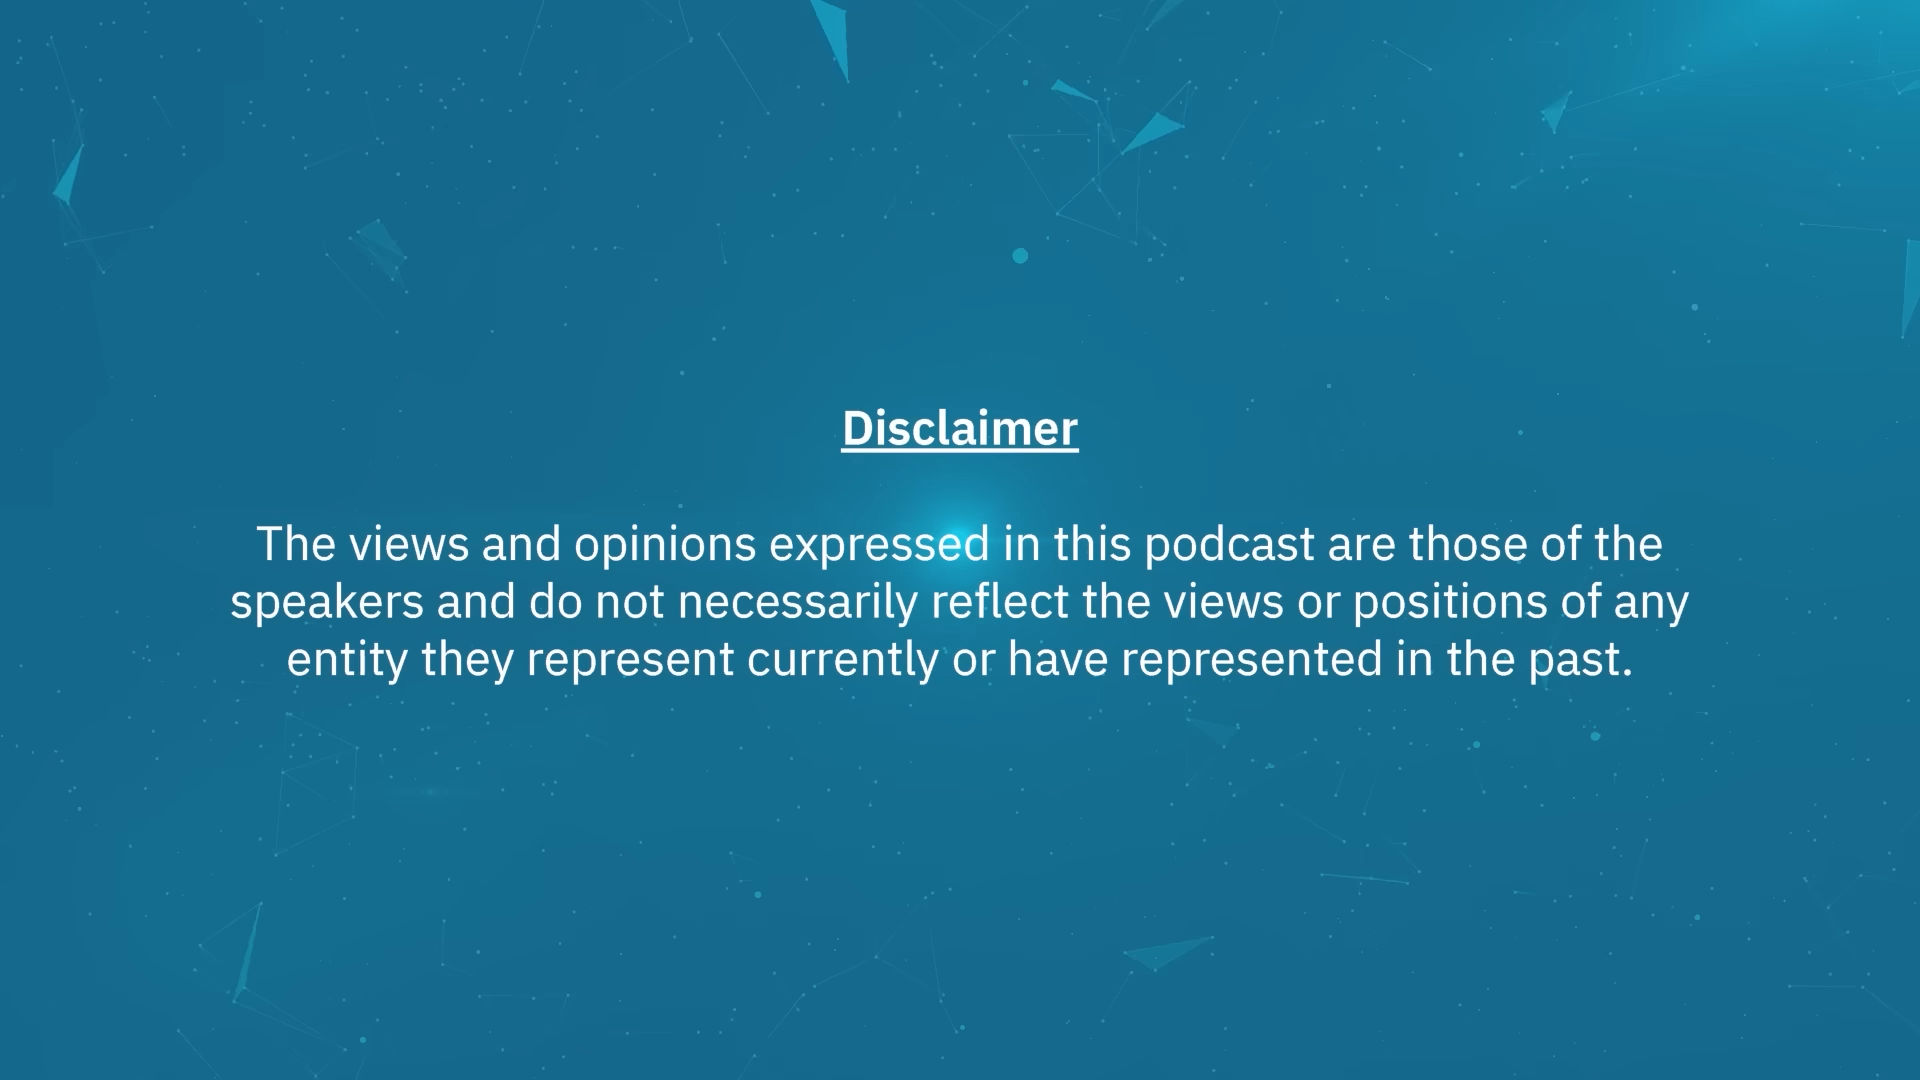 Disclaimer
The views and opinions expressed in this podcast are those of the
speakers and do not necessarily reflect the views or positions of any
entity they represent currently or have represented in the past.